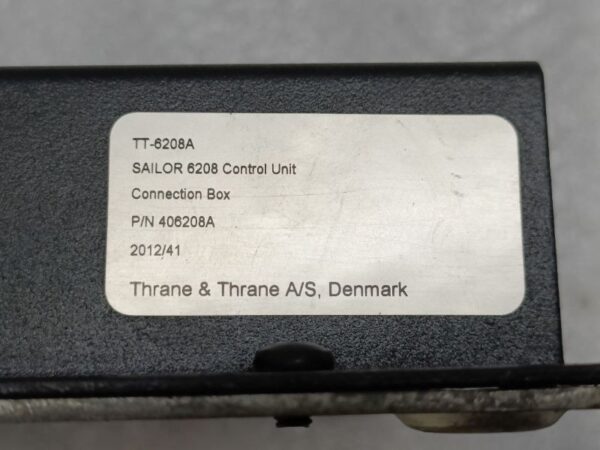 TT-6208A
SAILOR 6208 Control Unit
Connection Box
P/N 406208A
2012/41
Thrane & Thrane A/S, Denmark